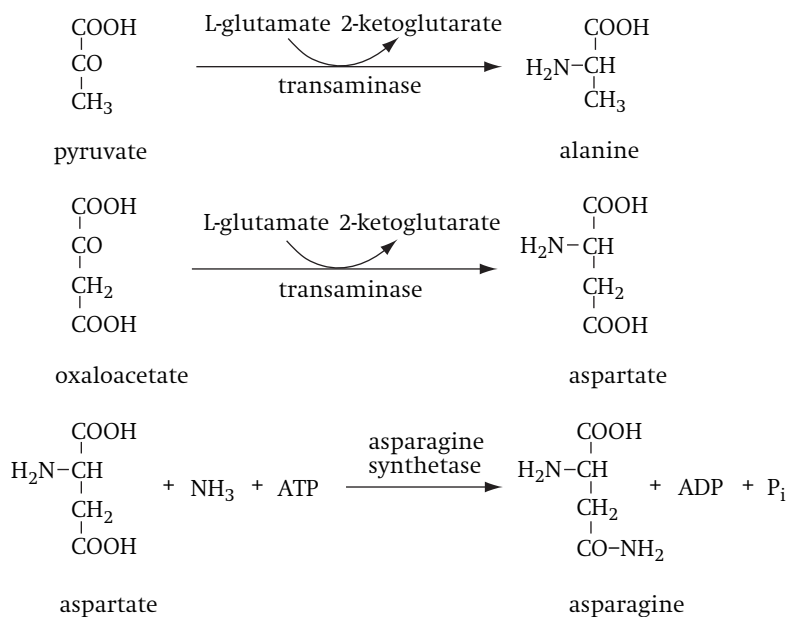 COOH
CO
CH₃
pyruvate
L-glutamate 2-ketoglutarate
transaminase
COOH
H₂N–CH
CH₃
alanine
COOH
CO
CH₂
COOH
oxaloacetate
L-glutamate 2-ketoglutarate
transaminase
COOH
H₂N–CH
CH₂
COOH
aspartate
COOH
H₂N–CH
CH₂
COOH
aspartate
+ NH₃ + ATP
asparagine
synthetase
COOH
H₂N–CH
CH₂
CO–NH₂
asparagine
+ ADP + Pᵢ